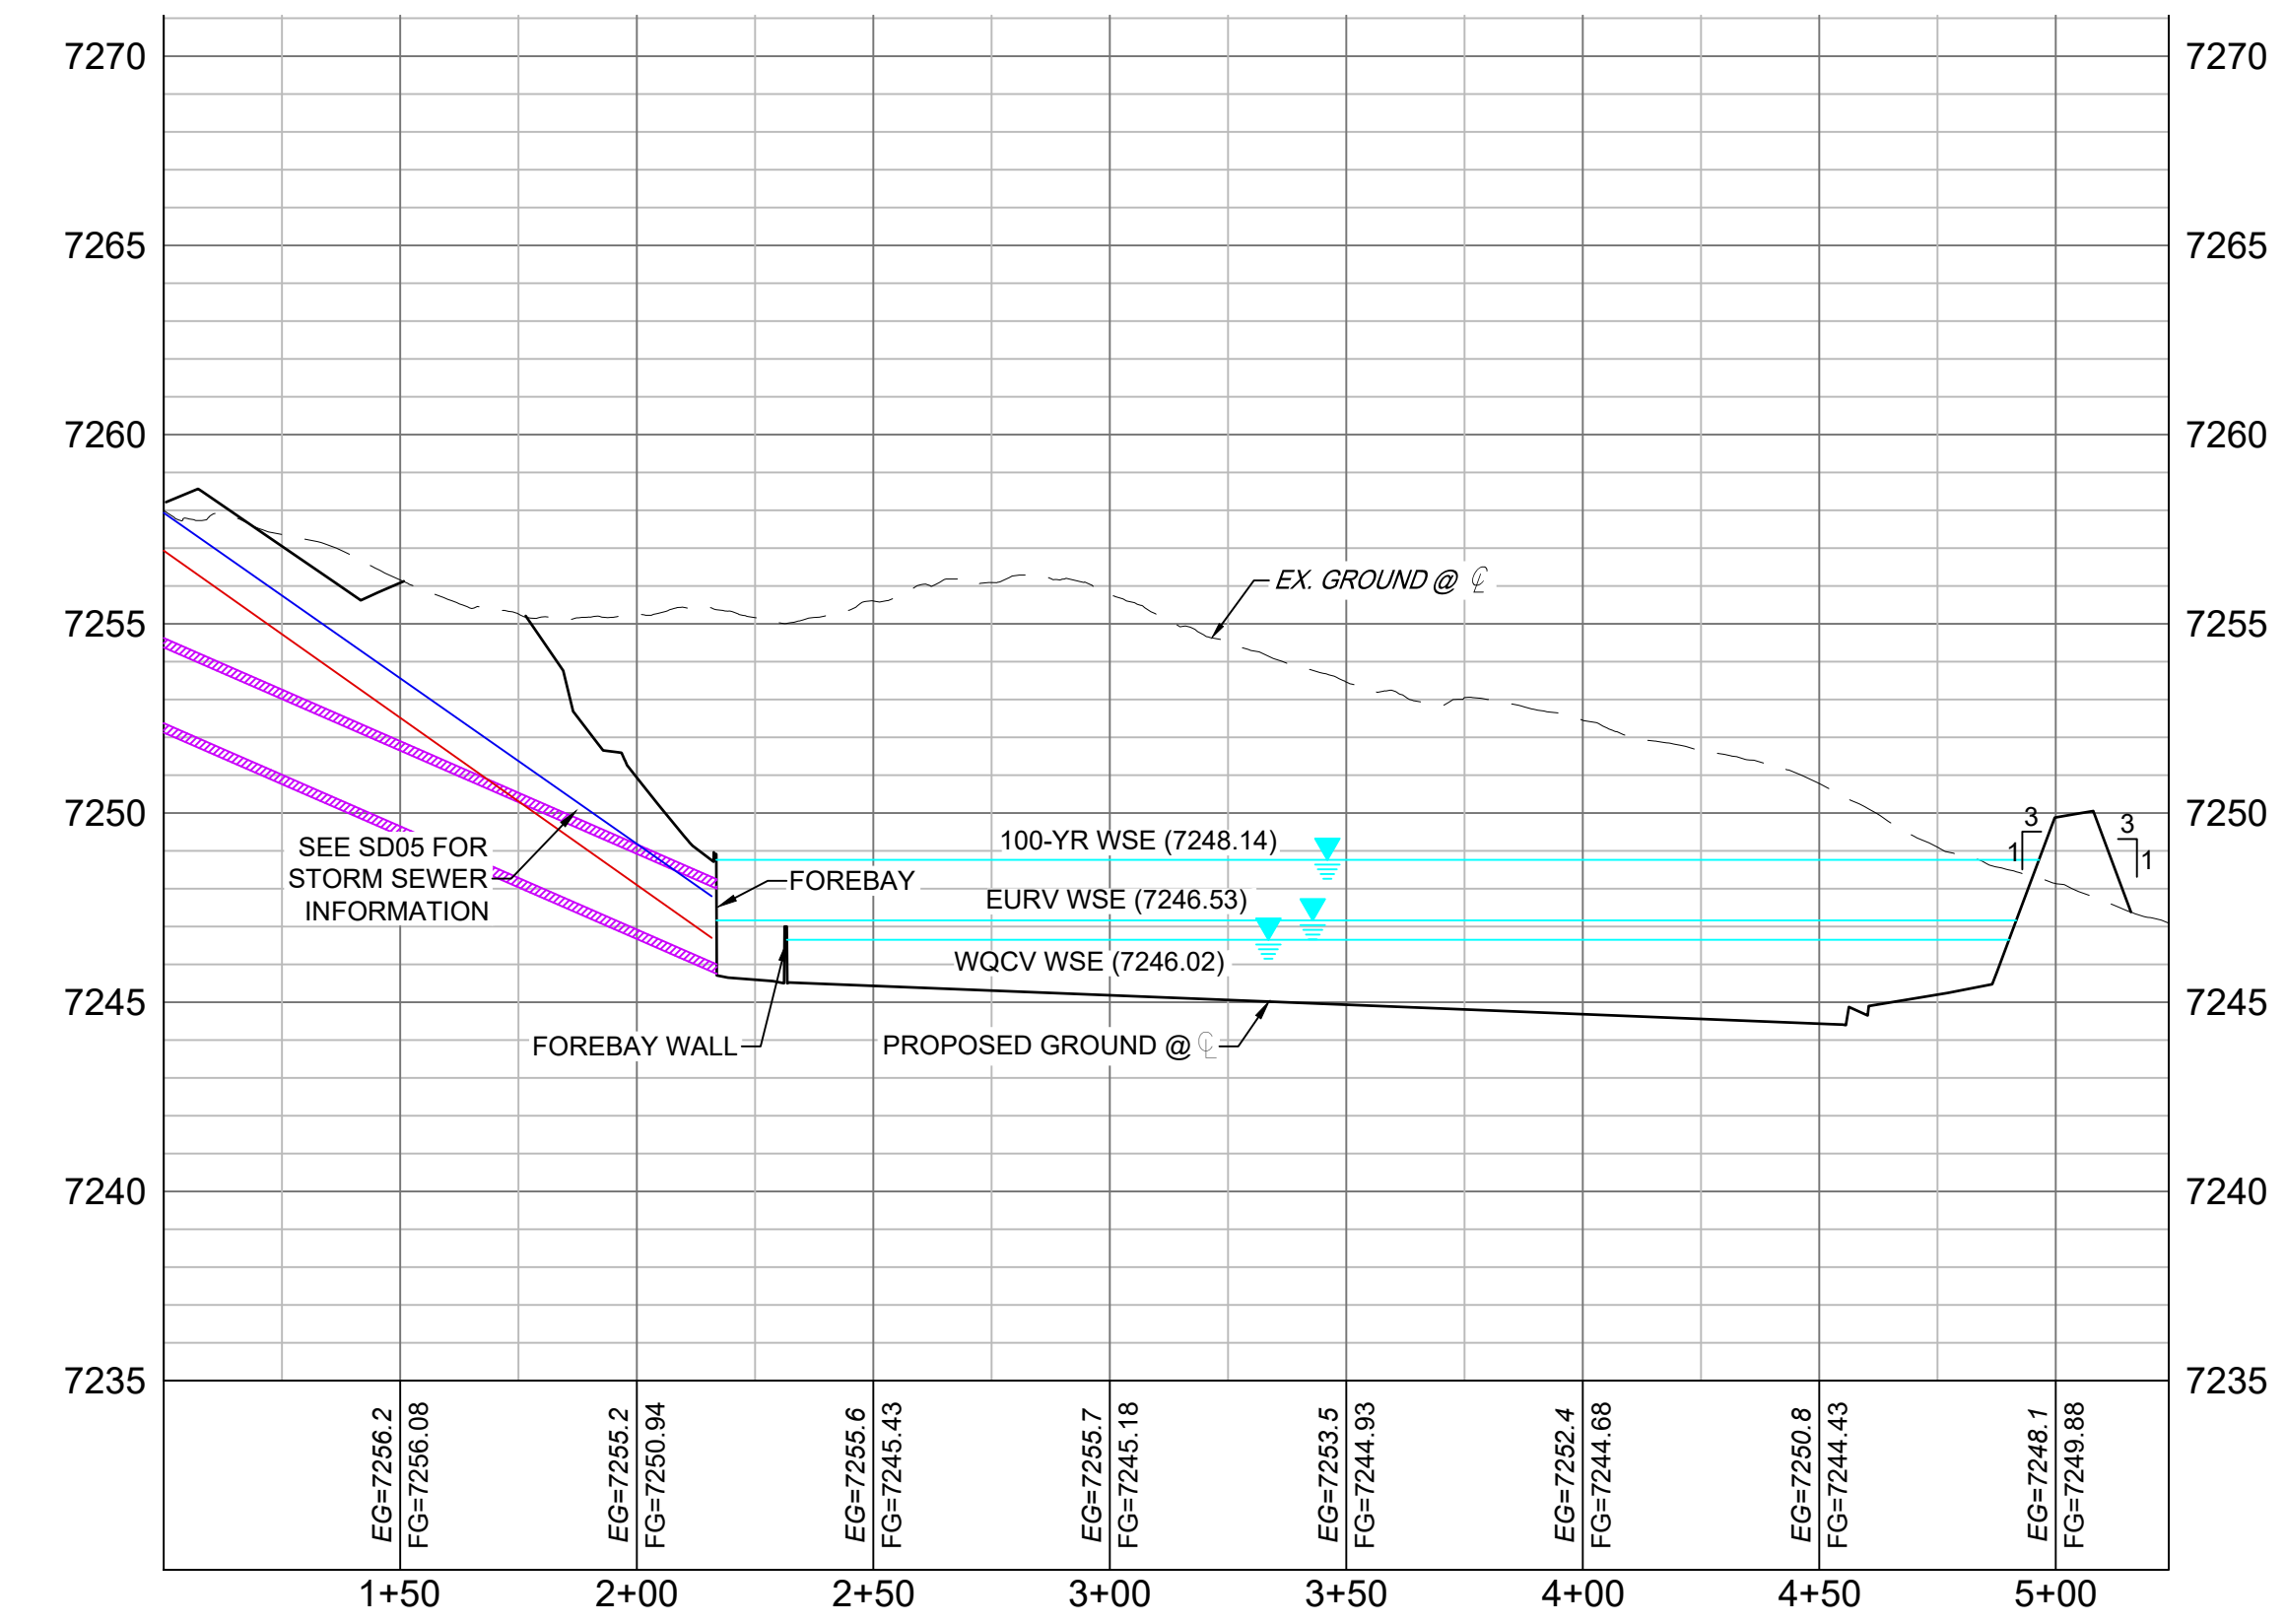 7270
7270
7265
7265
7260
7260
EX. GROUND @ ℄
7255
7255
7250
7250
3
1
3
1
100-YR WSE (7248.14)
SEE SD05 FOR
STORM SEWER
INFORMATION
FOREBAY
EURV WSE (7246.53)
WQCV WSE (7246.02)
7245
7245
FOREBAY WALL
PROPOSED GROUND @ ℄
7240
7240
7235
7235
EG=7256.2
FG=7256.08
EG=7255.2
FG=7250.94
EG=7255.6
FG=7245.43
EG=7255.7
FG=7245.18
EG=7253.5
FG=7244.93
EG=7252.4
FG=7244.68
EG=7250.8
FG=7244.43
EG=7248.1
FG=7249.88
1+50
2+00
2+50
3+00
3+50
4+00
4+50
5+00